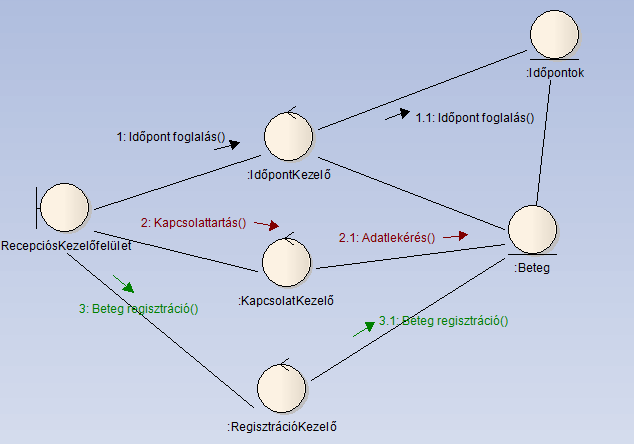 :Időpontok
1.1: Időpont foglalás()
1: Időpont foglalás()
:IdőpontKezelő
2: Kapcsolattartás()
2.1: Adatlekérés()
RecepciósKezelőfelület
:Beteg
:KapcsolatKezelő
3: Beteg regisztráció()
3.1: Beteg regisztráció()
:RegisztrációKezelő